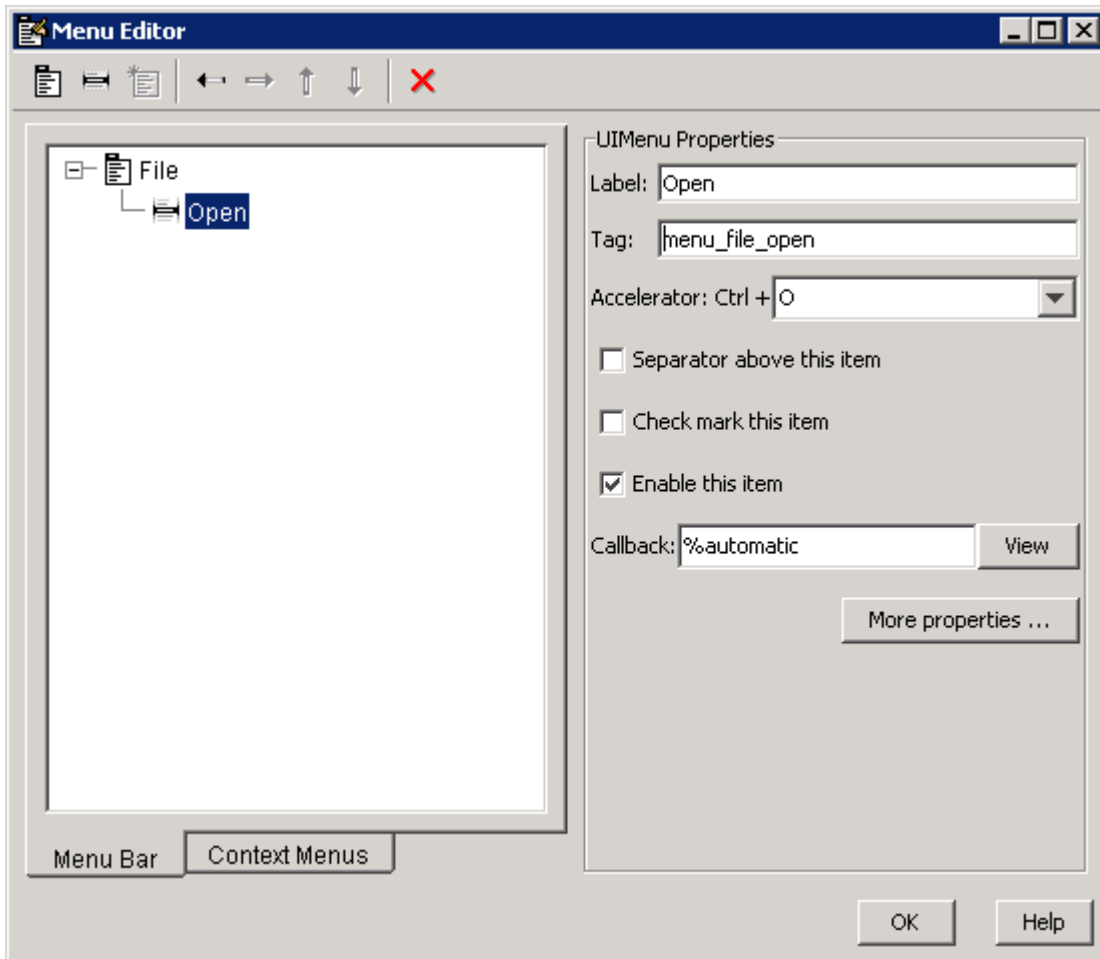 Menu Editor
File
Open
UIMenu Properties
Label: Open
Tag: menu_file_open
Accelerator: Ctrl + O
Separator above this item
Check mark this item
Enable this item
Callback: %automatic View
More properties ...
Menu Bar Context Menus
OK Help